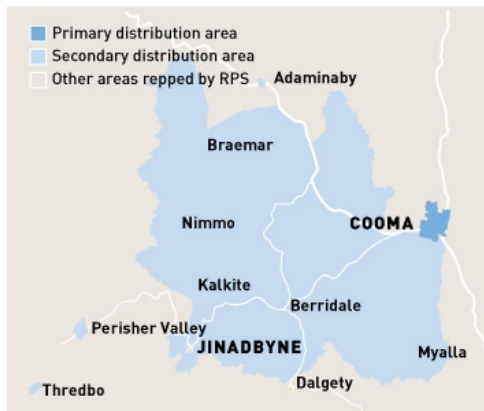 Primary distribution area
Secondary distribution area
Other areas repped by RPS
Adaminaby
Braemar
Nimmo
COOMA
Kalkite
Berridale
Perisher Valley
JINADBYNE
Myalla
Dalgety
Thredbo